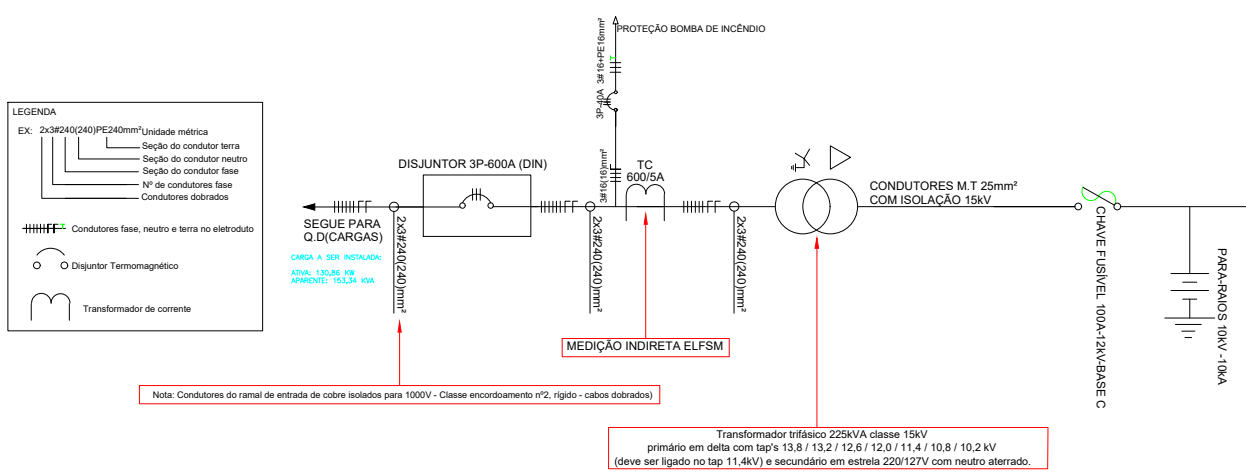 PROTEÇÃO BOMBA DE INCÊNDIO
3#16+PE16mm²
3P-40A
3#16(16)mm²
LEGENDA
EX: 2x3#240(240)PE240mm² Unidade métrica
Seção do condutor terra
Seção do condutor neutro
Seção do condutor fase
Nº de condutores fase
Condutores dobrados
Condutores fase, neutro e terra no eletroduto
Disjuntor Termomagnético
Transformador de corrente
DISJUNTOR 3P-600A (DIN)
TC
600/5A
CONDUTORES M.T 25mm²
COM ISOLAÇÃO 15kV
SEGUE PARA
Q.D(CARGAS)
CARGA A SER INSTALADA:
ATIVA: 130,86 KW
APARENTE: 153,34 KVA
2x3#240(240)mm²
2x3#240(240)mm²
2x3#240(240)mm²
CHAVE FUSÍVEL 100A-12kV-BASE C
PARA-RAIOS 10kV -10kA
MEDIÇÃO INDIRETA ELFSM
Nota: Condutores do ramal de entrada de cobre isolados para 1000V - Classe encordoamento nº2, rígido - cabos dobrados)
Transformador trifásico 225kVA classe 15kV
primário em delta com tap's 13,8 / 13,2 / 12,6 / 12,0 / 11,4 / 10,8 / 10,2 kV
(deve ser ligado no tap 11,4kV) e secundário em estrela 220/127V com neutro aterrado.